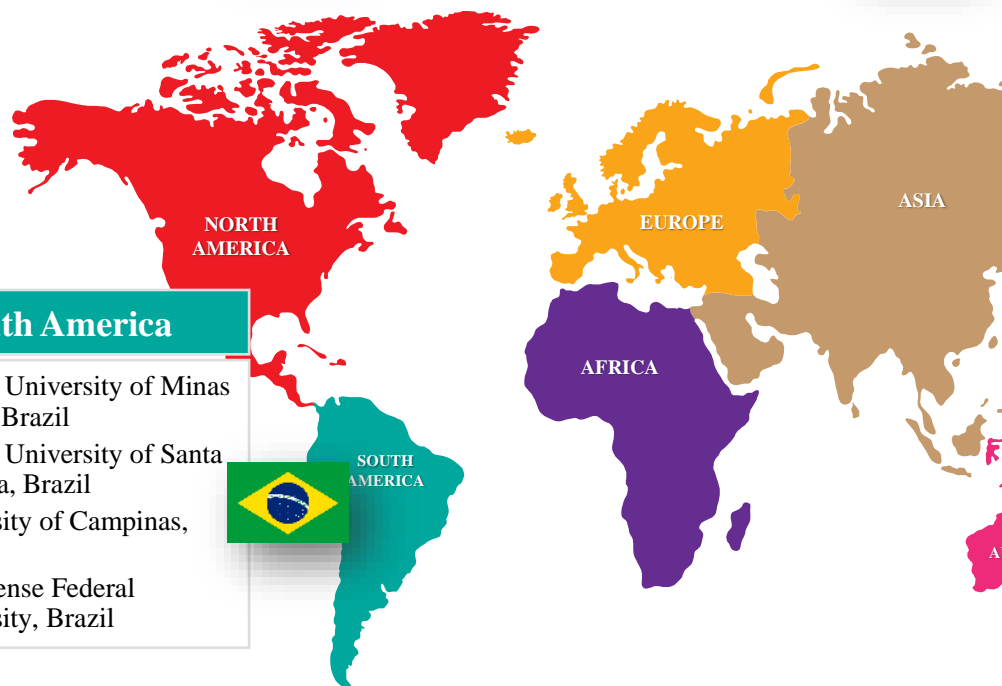 NORTH
AMERICA
EUROPE
ASIA
th America
University of Minas
Brazil
AFRICA
University of Santa
a, Brazil
SOUTH
AMERICA
sity of Campinas,
ense Federal
sity, Brazil
A